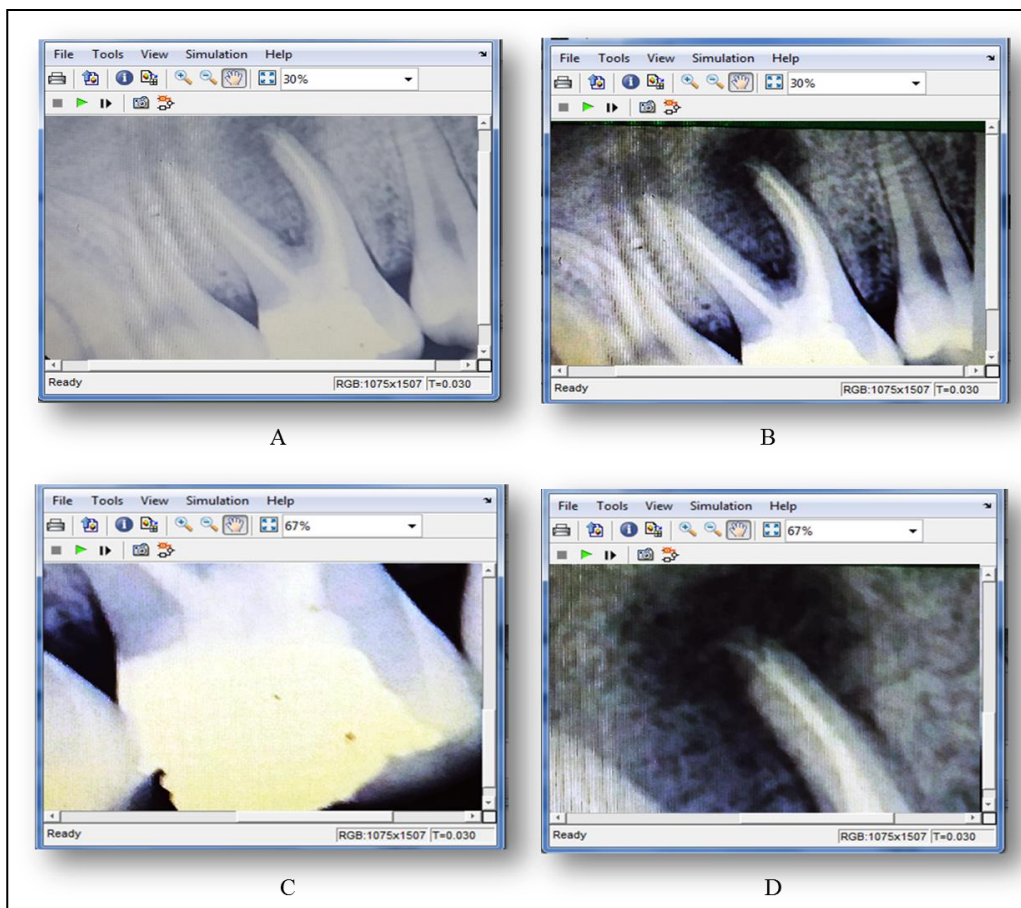 File Tools View Simulation Help
30%
Ready RGB:1075x1507 T=0.030
A
File Tools View Simulation Help
30%
Ready RGB:1075x1507 T=0.030
B
File Tools View Simulation Help
67%
Ready RGB:1075x1507 T=0.030
C
File Tools View Simulation Help
67%
Ready RGB:1075x1507 T=0.030
D